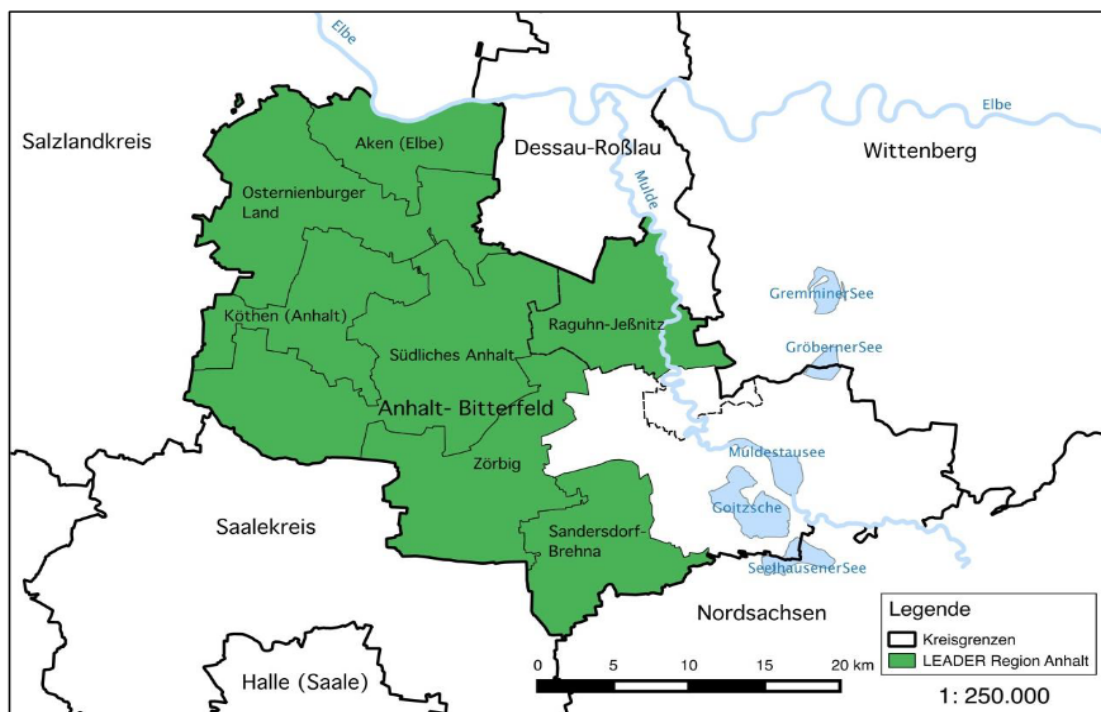 Elbe
Salzlandkreis
Aken (Elbe)
Dessau-Roßlau
Elbe
Wittenberg
Osternienburger
Land
Mulde
GremminerSee
Köthen (Anhalt)
Raguhn-Jeßnitz
Südliches Anhalt
GröbernerSee
Anhalt- Bitterfeld
Zörbig
Muldestausee
Goitzsche
Saalekreis
Sandersdorf-
Brehna
SeelhausenerSee
Nordsachsen
Halle (Saale)
Legende
Kreisgrenzen
LEADER Region Anhalt
0 5 10 15 20 km
1: 250.000